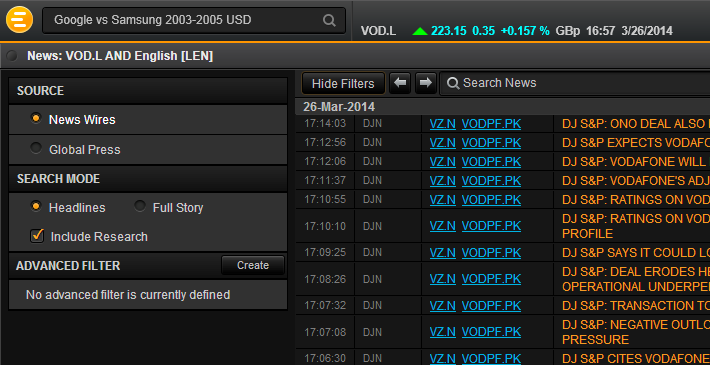 Google vs Samsung 2003-2005 USD
VOD.L 223.15 0.35 +0.157 % GBp 16:57 3/26/2014
News: VOD.L AND English [LEN]
SOURCE
News Wires
Global Press
SEARCH MODE
Headlines Full Story
Include Research
ADVANCED FILTER Create
No advanced filter is currently defined
Hide Filters Search News
26-Mar-2014
17:14:03 DJN VZ.N VODPF.PK DJ S&P: ONO DEAL ALSO
17:12:56 DJN VZ.N VODPF.PK DJ S&P EXPECTS
17:12:06 DJN VZ.N VODPF.PK DJ S&P: VODAFONE WILL
17:11:37 DJN VZ.N VODPF.PK DJ S&P: VODAFONE'S
17:10:55 DJN VZ.N VODPF.PK DJ S&P: RATINGS ON
17:10:10 DJN VZ.N VODPF.PK DJ S&P: RATINGS ON
PROFILE
17:09:25 DJN VZ.N VODPF.PK DJ S&P SAYS IT COULD
17:08:26 DJN VZ.N VODPF.PK DJ S&P: DEAL ERODES
OPERATIONAL
17:07:32 DJN VZ.N VODPF.PK DJ S&P: TRANSACTION TO
17:07:08 DJN VZ.N VODPF.PK DJ S&P: NEGATIVE
PRESSURE
17:06:30 DJN VZ.N VODPF.PK DJ S&P CITES VODAFONE